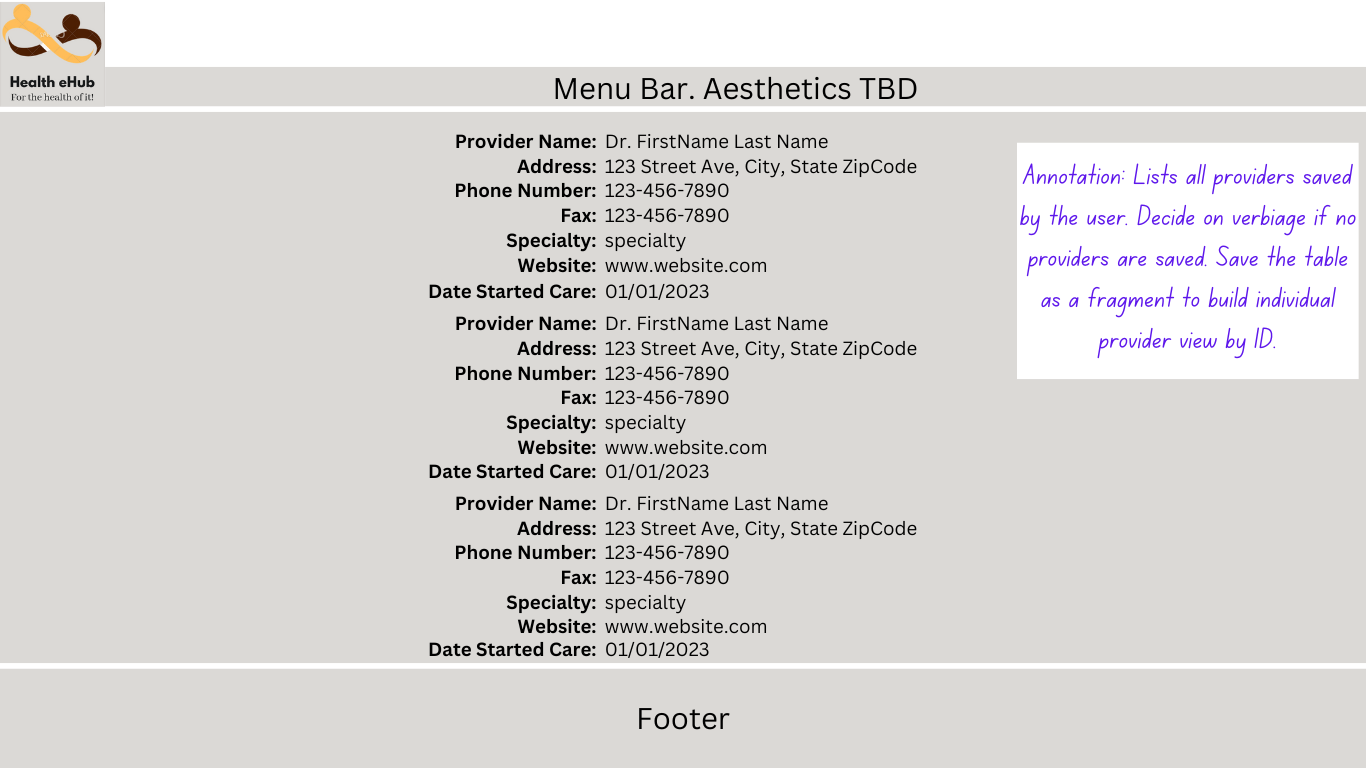 Health eHub
For the health of it!
Menu Bar. Aesthetics TBD
Provider Name: Dr. FirstName Last Name
Address: 123 Street Ave, City, State ZipCode
Phone Number: 123-456-7890
Fax: 123-456-7890
Specialty: specialty
Website: www.website.com
Date Started Care: 01/01/2023
Provider Name: Dr. FirstName Last Name
Address: 123 Street Ave, City, State ZipCode
Phone Number: 123-456-7890
Fax: 123-456-7890
Specialty: specialty
Website: www.website.com
Date Started Care: 01/01/2023
Provider Name: Dr. FirstName Last Name
Address: 123 Street Ave, City, State ZipCode
Phone Number: 123-456-7890
Fax: 123-456-7890
Specialty: specialty
Website: www.website.com
Date Started Care: 01/01/2023
Annotation: Lists all providers saved
by the user. Decide on verbiage if no
providers are saved. Save the table
as a fragment to build individual
provider view by ID.
Footer